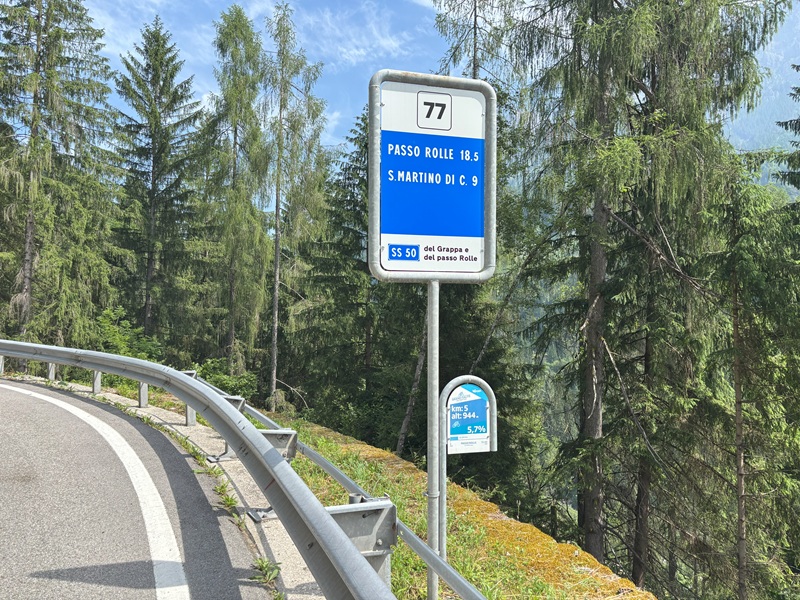 77
PASSO ROLLE 18.5
S.MARTINO DI C. 9
SS 50
del Grappa e
del passo Rolle
km: 5
alt: 944
5,7%